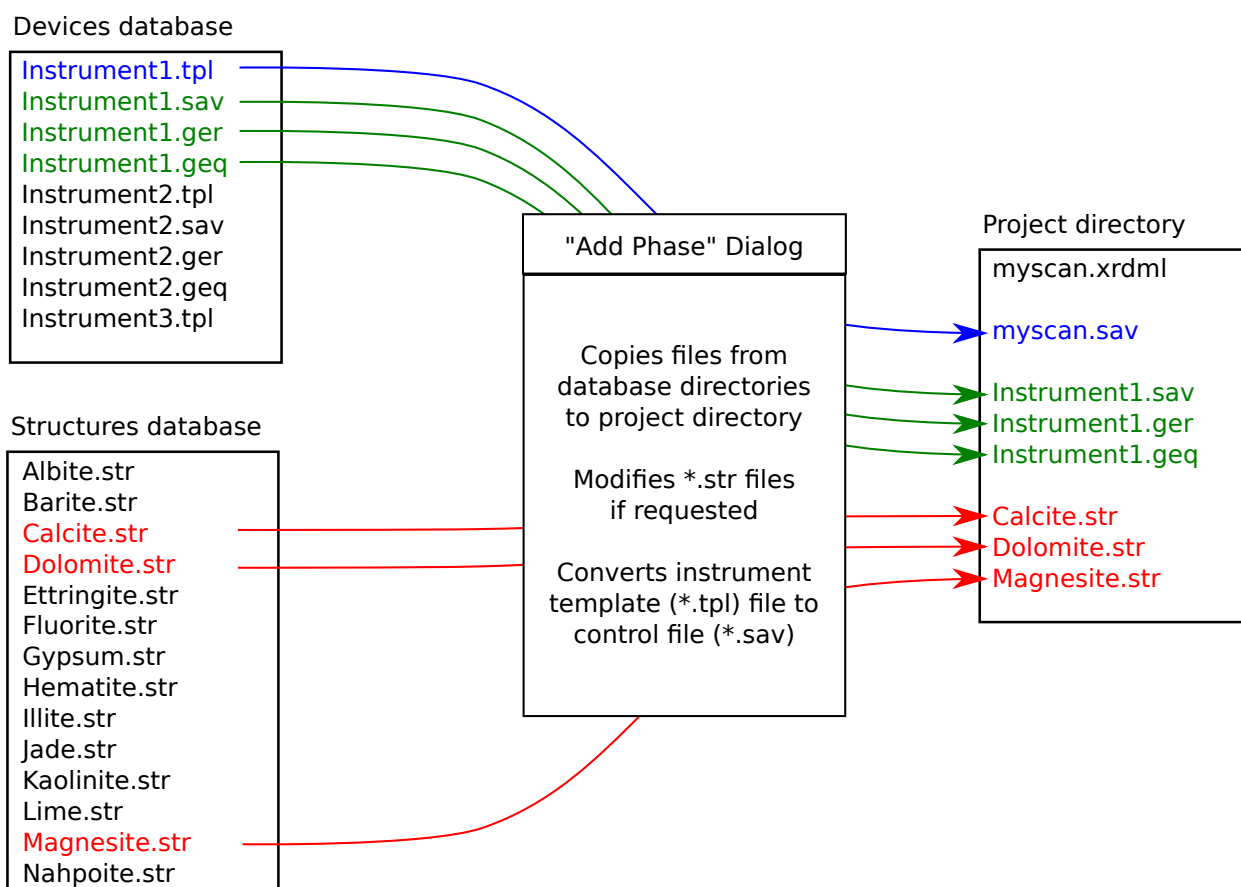 Devices database
Instrument1.tpl
Instrument1.sav
Instrument1.ger
Instrument1.geq
Instrument2.tpl
Instrument2.sav
Instrument2.ger
Instrument2.geq
Instrument3.tpl
Structures database
Albite.str
Barite.str
Calcite.str
Dolomite.str
Ettringite.str
Fluorite.str
Gypsum.str
Hematite.str
Illite.str
Jade.str
Kaolinite.str
Lime.str
Magnesite.str
Nahpoite.str
"Add Phase" Dialog
Copies files from
database directories
to project directory
Modifies *.str files
if requested
Converts instrument
template (*.tpl) file to
control file (*.sav)
Project directory
myscan.xrdml
myscan.sav
Instrument1.sav
Instrument1.ger
Instrument1.geq
Calcite.str
Dolomite.str
Magnesite.str